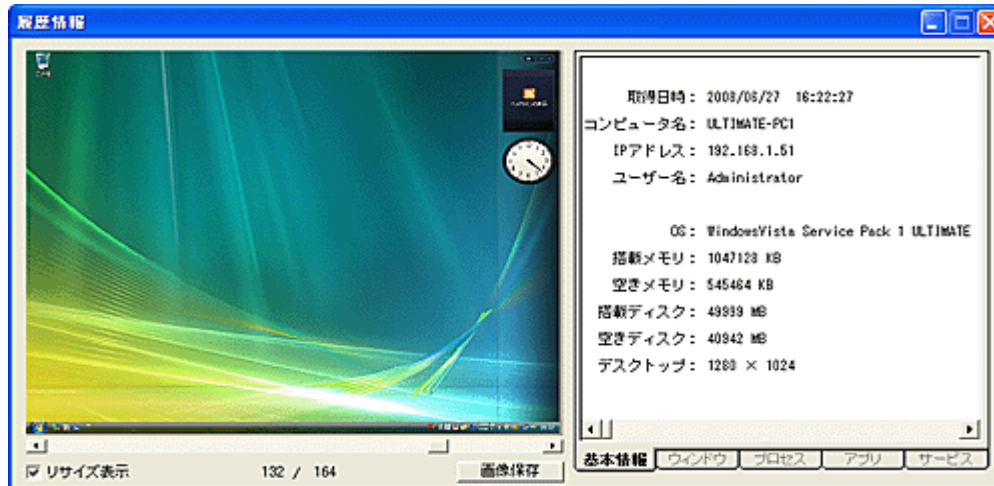 履歴情報
取得日時： 2008/06/27 16:22:27
コンピュータ名： ULTIMATE-PC1
IPアドレス： 192.168.1.51
ユーザー名： Administrator
OS： WindowsVista Service Pack 1 ULTIMATE
搭載メモリ： 1047128 KB
空きメモリ： 545464 KB
搭載ディスク： 49999 MB
空きディスク： 40942 MB
デスクトップ： 1280 × 1024
リサイズ表示 132 / 164 画像保存
基本情報 ウィンドウ プロセス アプリ サービス